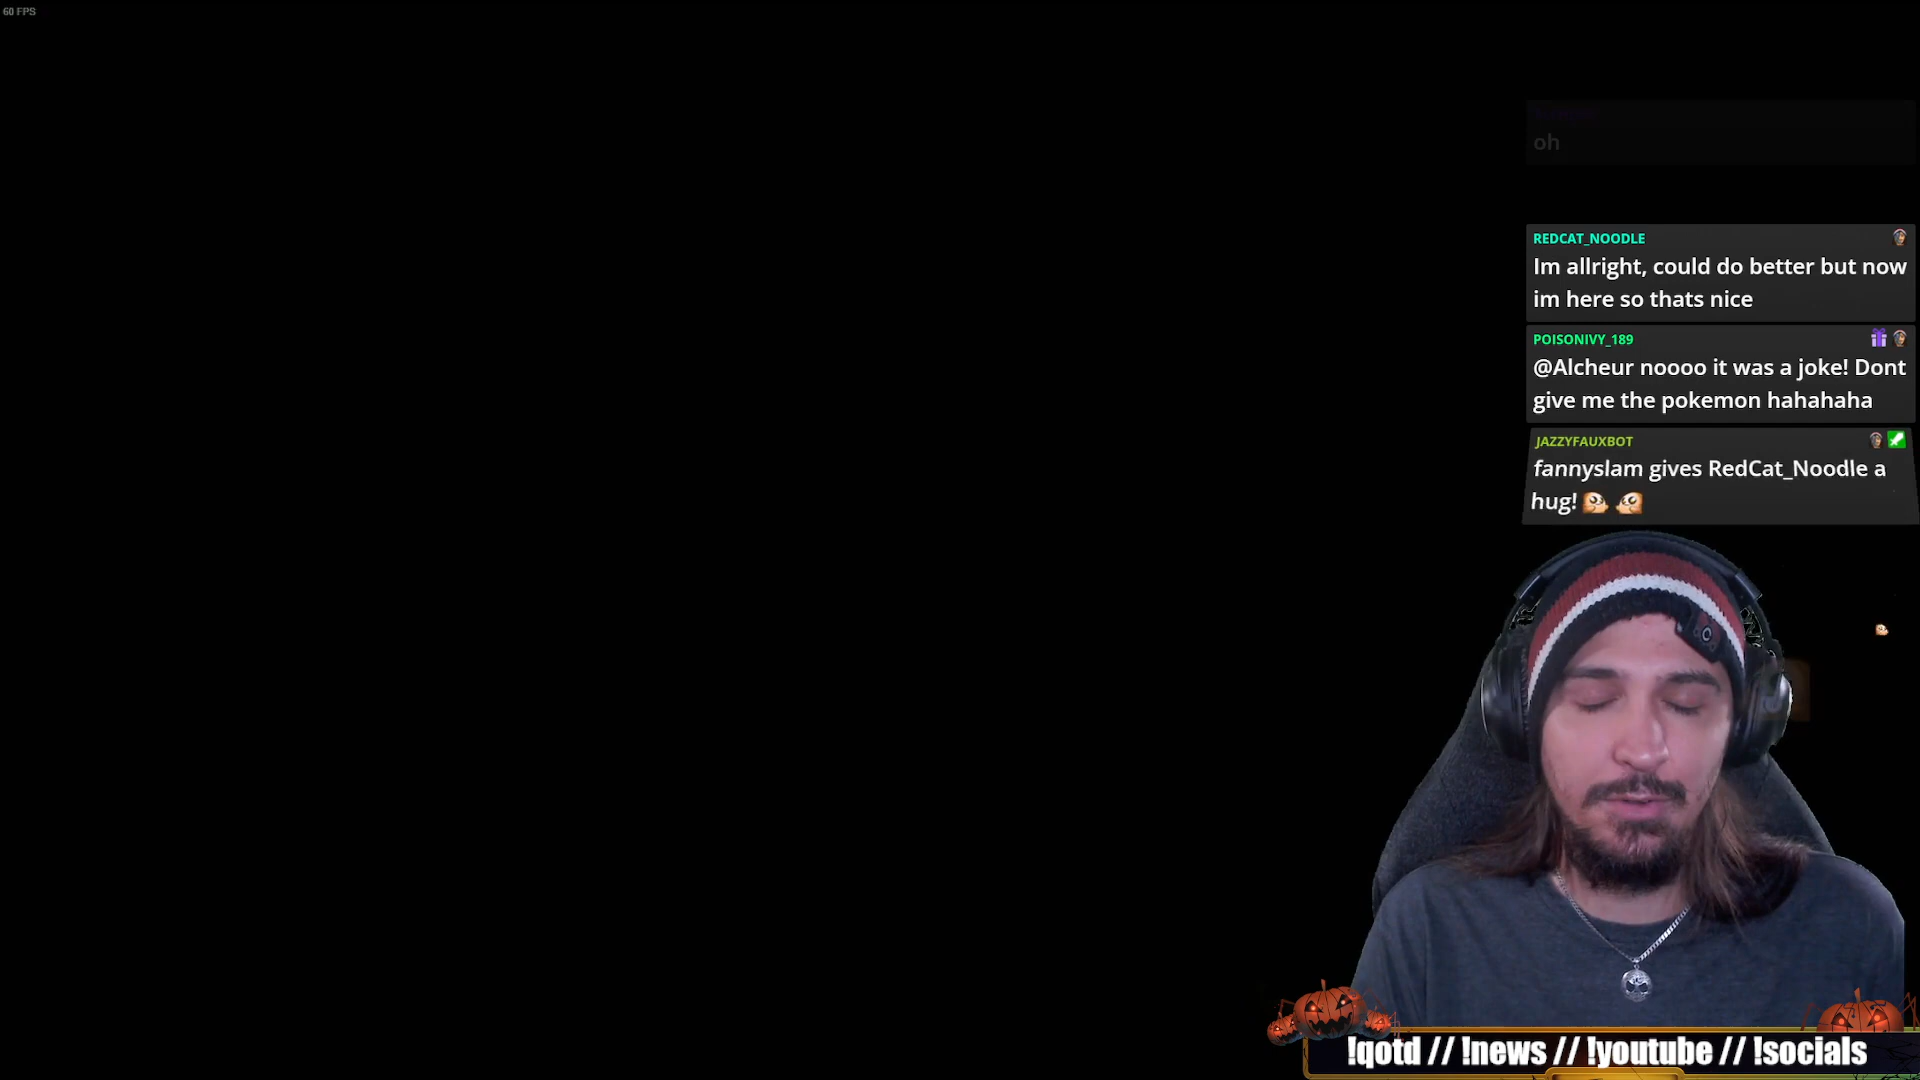 60 FPS
oh
REDCAT_NOODLE
Im allright, could do better but now
im here so thats nice
POISONIVY_189
@Alcheur noooo it was a joke! Dont
give me the pokemon hahahaha
JAZZYFAUXBOT
fannyslam gives RedCat_Noodle a
hug!
!qotd // !news // !youtube // !socials